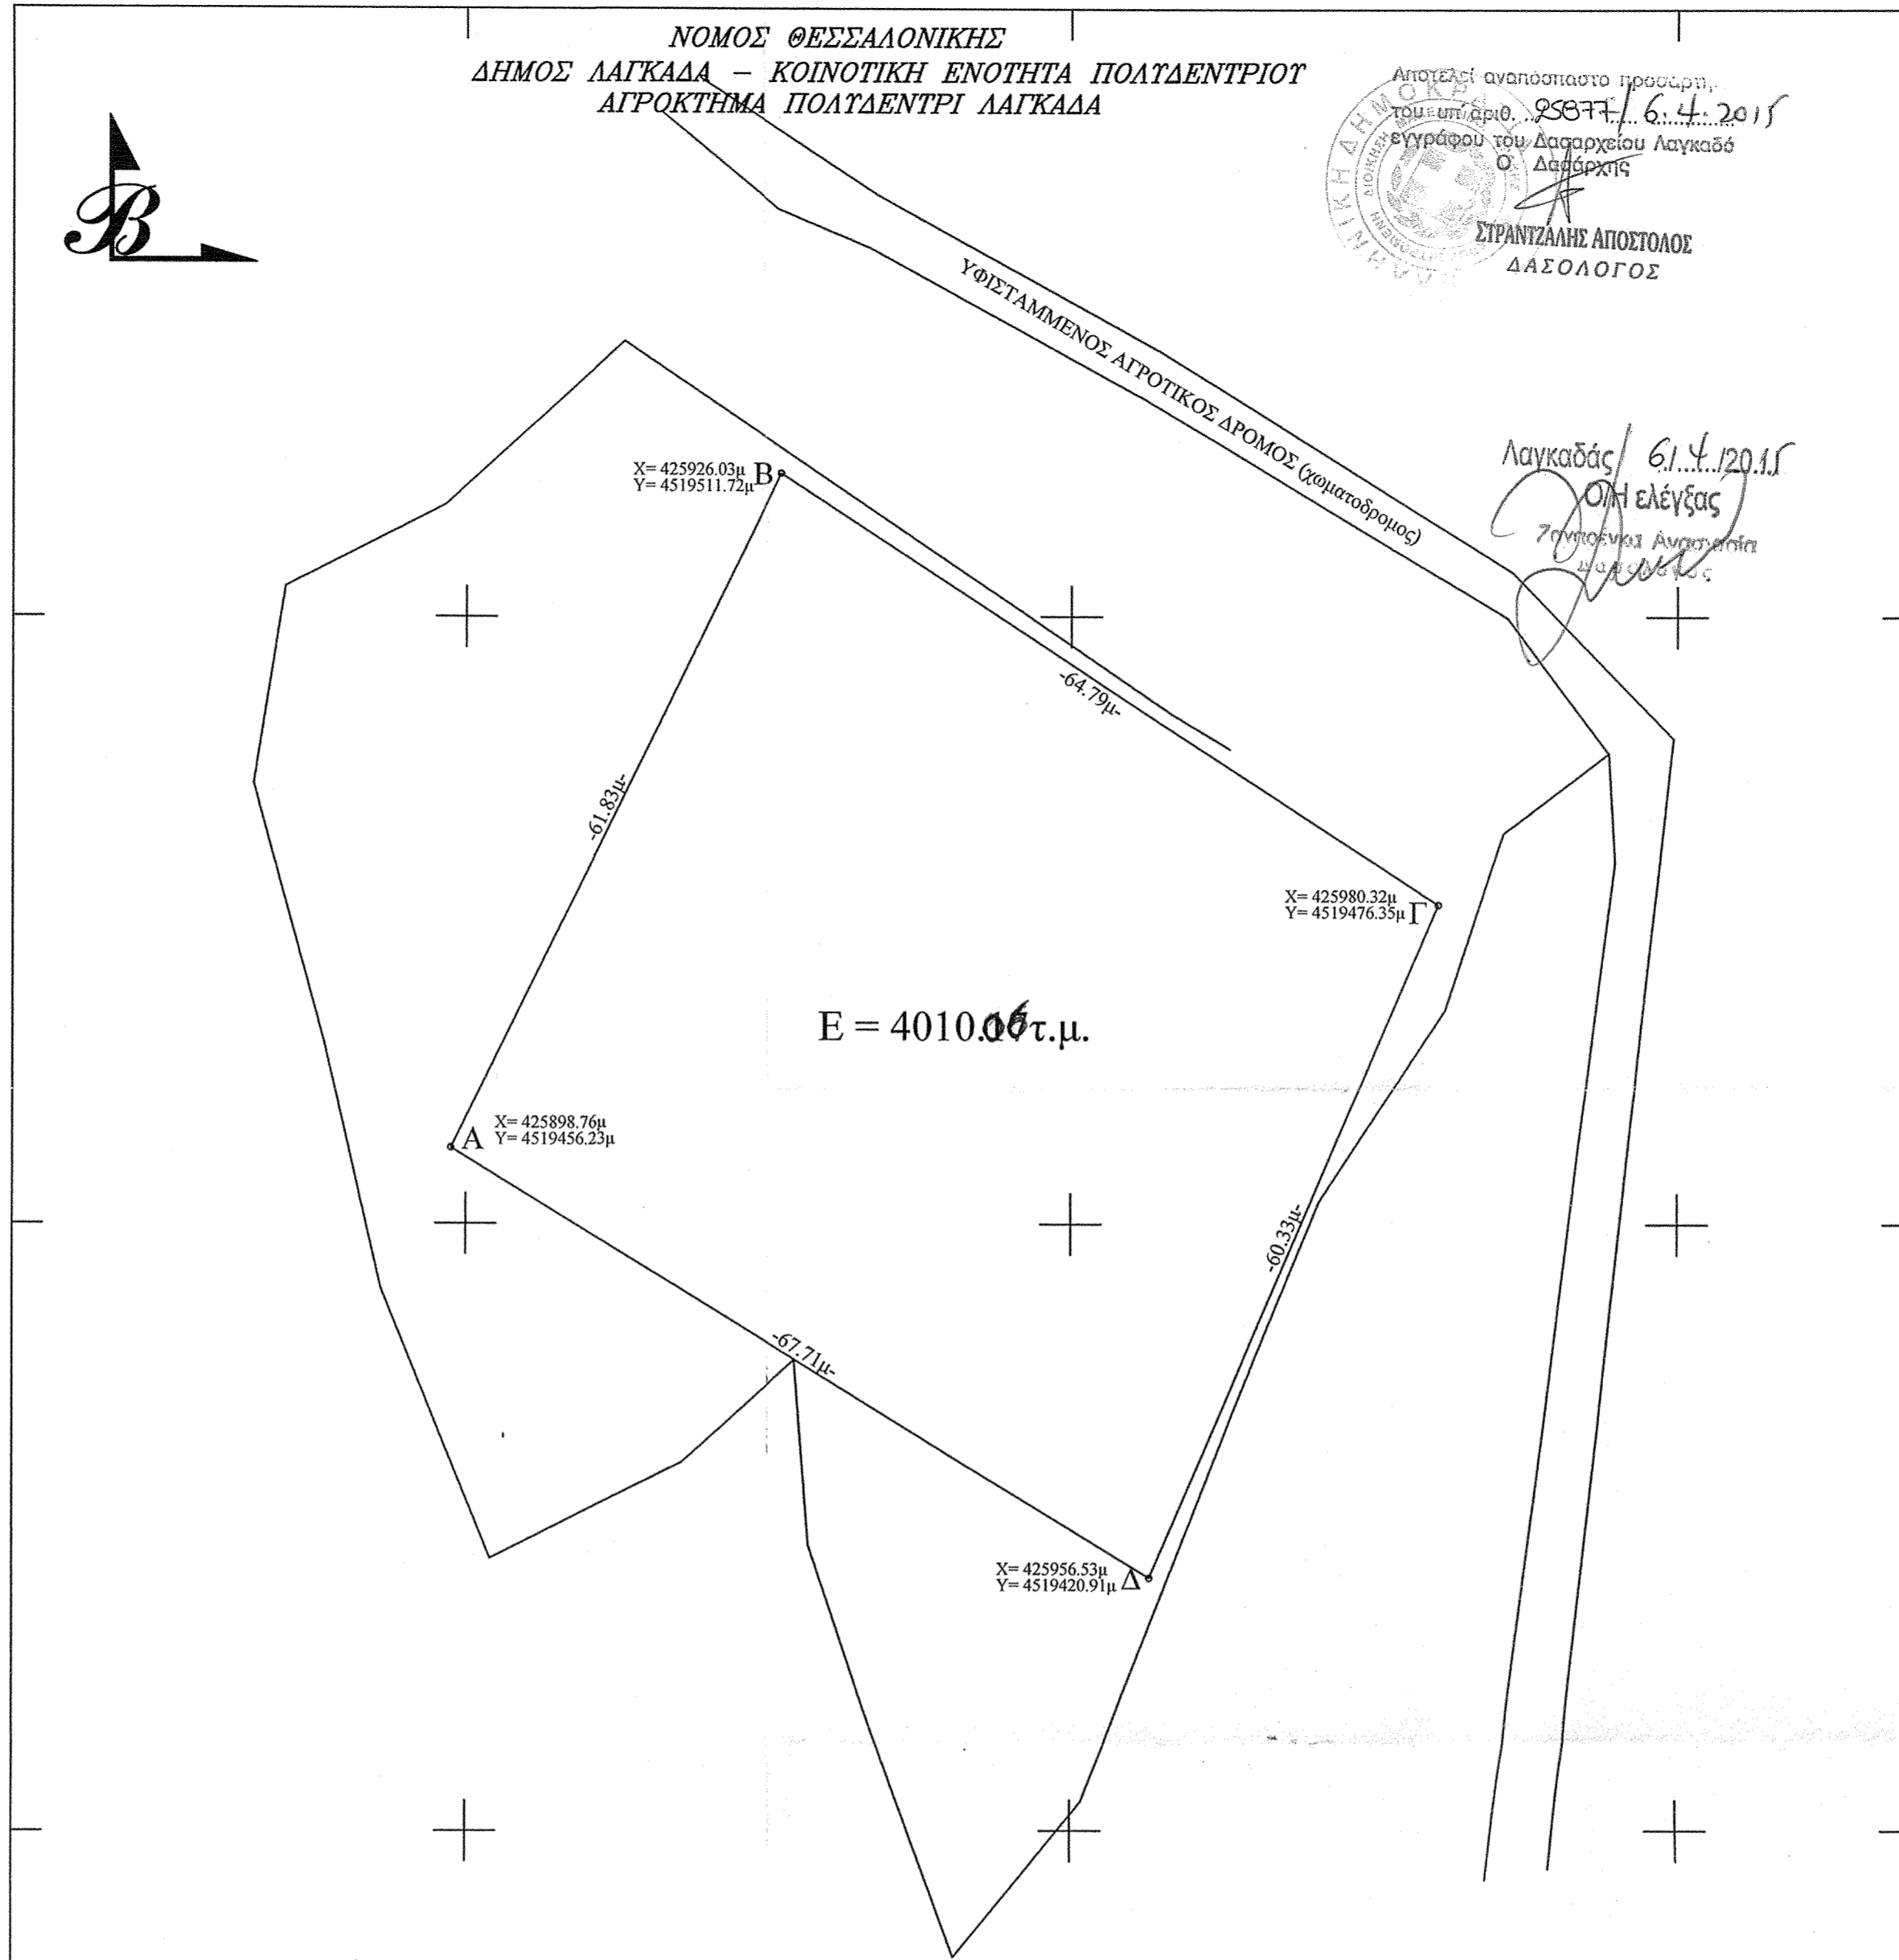 ΝΟΜΟΣ ΘΕΣΣΑΛΟΝΙΚΗΣ
ΔΗΜΟΣ ΛΑΓΚΑΔΑ – ΚΟΙΝΟΤΙΚΗ ΕΝΟΤΗΤΑ ΠΟΛΥΔΕΝΤΡΙΟΥ
ΑΓΡΟΚΤΗΜΑ ΠΟΛΥΔΕΝΤΡΙ ΛΑΓΚΑΔΑ
Β
Αποτελεί αναπόσπαστο
του υπ' αριθ. 25877/6.4.2015
εγγράφου του Δασαρχείου Λαγκαδά
Ο Δασάρχης
ΣΤΡΑΝΤΖΑΛΗΣ ΑΠΟΣΤΟΛΟΣ
ΔΑΣΟΛΟΓΟΣ
ΥΦΙΣΤΑΜΜΕΝΟΣ ΑΓΡΟΤΙΚΟΣ ΔΡΟΜΟΣ (χωματοδρομος)
Λαγκαδάς 6/4/2015
Ο/Η ελέγξας
Αναστασία
X= 425926.03μ
Y= 4519511.72μ Β
-64.79μ-
-61.83μ-
X= 425980.32μ
Y= 4519476.35μ Γ
E = 4010.06τ.μ.
X= 425898.76μ
Α Y= 4519456.23μ
-60.33μ-
-67.71μ-
X= 425956.53μ
Y= 4519420.91μ Δ